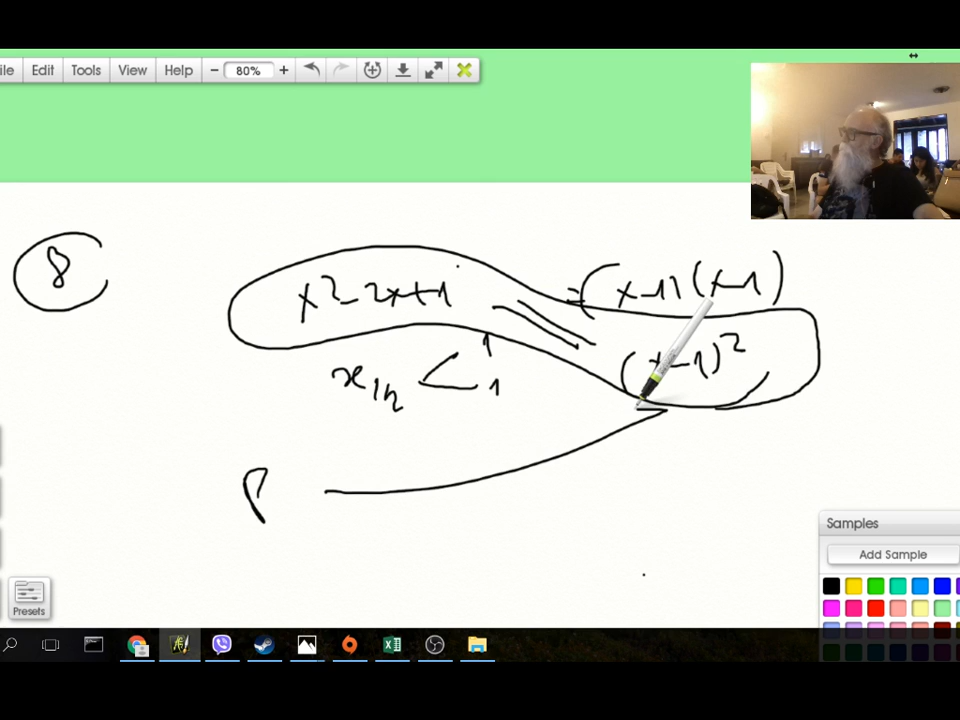 ile Edit Tools View Help − 80% +
8
x²-2x+1 = (x-1)(x-1)
(x-1)²
x1/2 < 1
1
P
Samples
Add Sample
Presets